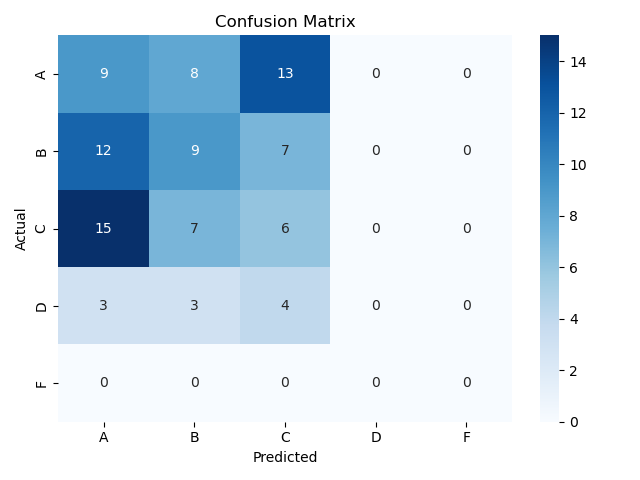 Confusion Matrix
Actual
A 9 8 13 0 0
B 12 9 7 0 0
C 15 7 6 0 0
D 3 3 4 0 0
F 0 0 0 0 0
A B C D F
Predicted
14
12
10
8
6
4
2
0